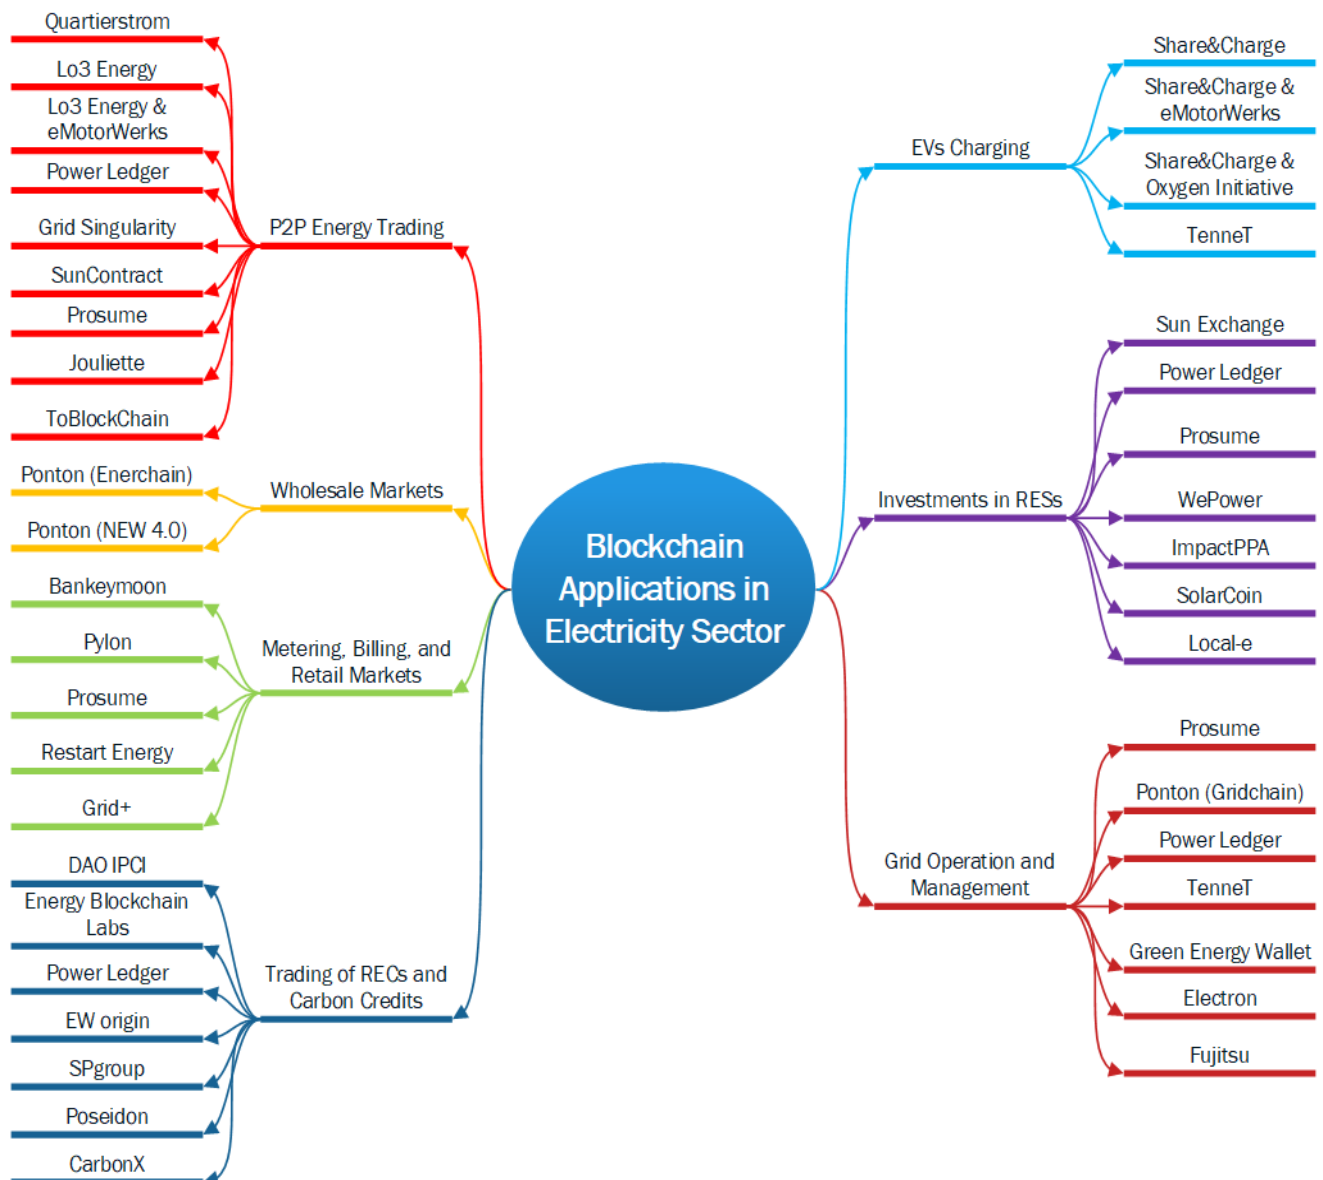 Quartierstrom
Lo3 Energy
Lo3 Energy &
eMotorWerks
Power Ledger
Grid Singularity
SunContract
Prosume
Jouliette
ToBlockChain
P2P Energy Trading
Ponton (Enerchain)
Ponton (NEW 4.0)
Wholesale Markets
Bankeymoon
Pylon
Prosume
Restart Energy
Grid+
Metering, Billing, and
Retail Markets
DAO IPCI
Energy Blockchain
Labs
Power Ledger
EW origin
SPgroup
Poseidon
CarbonX
Trading of RECs and
Carbon Credits
Blockchain
Applications in
Electricity Sector
EVs Charging
Share&Charge
Share&Charge &
eMotorWerks
Share&Charge &
Oxygen Initiative
TenneT
Investments in RESs
Sun Exchange
Power Ledger
Prosume
WePower
ImpactPPA
SolarCoin
Local-e
Grid Operation and
Management
Prosume
Ponton (Gridchain)
Power Ledger
TenneT
Green Energy Wallet
Electron
Fujitsu